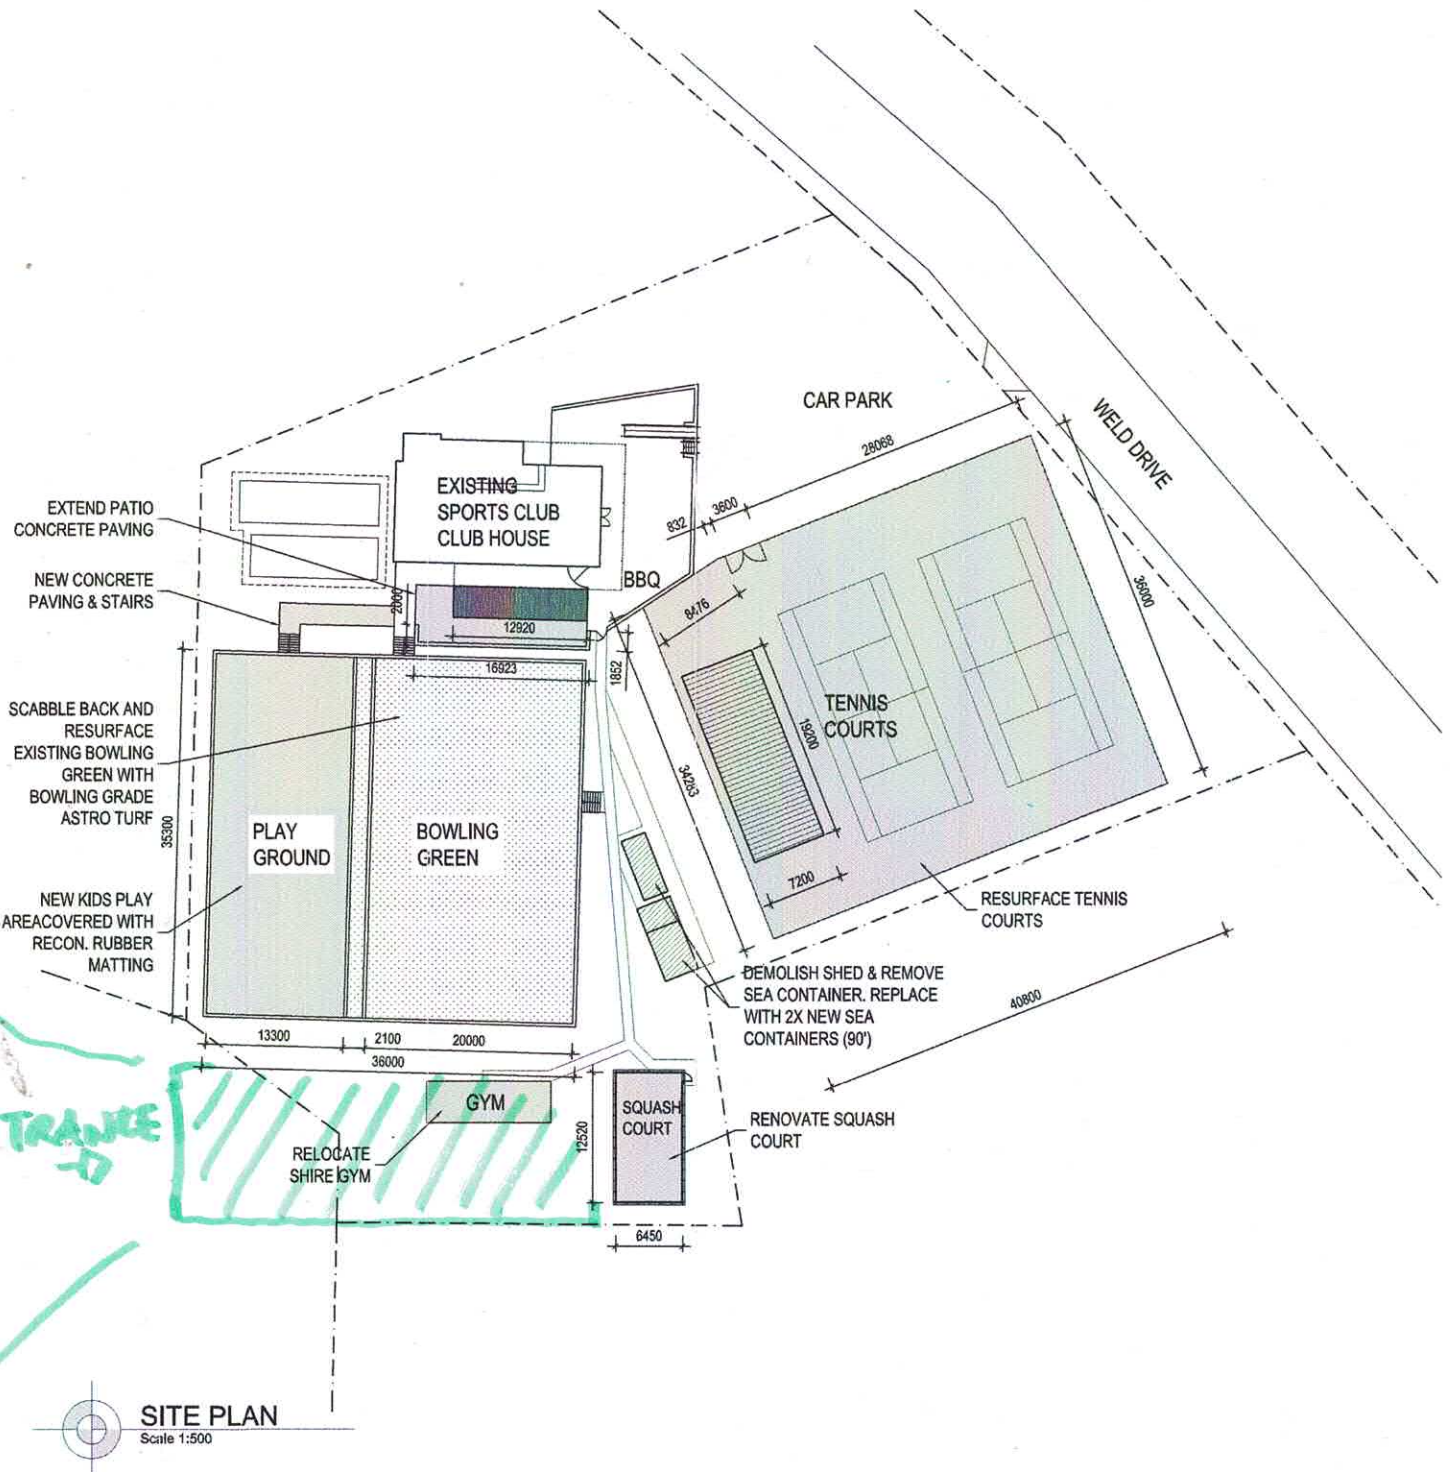 CAR PARK
WELD DRIVE
28068
832
3600
36000
EXISTING
SPORTS CLUB
CLUB HOUSE
EXTEND PATIO
CONCRETE PAVING
NEW CONCRETE
PAVING & STAIRS
BBQ
2000
12920
16923
1852
8476
TENNIS
COURTS
19200
34283
7200
SCABBLE BACK AND
RESURFACE
EXISTING BOWLING
GREEN WITH
BOWLING GRADE
ASTRO TURF
35300
PLAY
GROUND
BOWLING
GREEN
NEW KIDS PLAY
AREACOVERED WITH
RECON. RUBBER
MATTING
RESURFACE TENNIS
COURTS
DEMOLISH SHED & REMOVE
SEA CONTAINER. REPLACE
WITH 2X NEW SEA
CONTAINERS (90')
40800
13300
2100
20000
36000
TRANCE
GYM
RELOCATE
SHIRE GYM
12520
SQUASH
COURT
RENOVATE SQUASH
COURT
6450
SITE PLAN
Scale 1:500